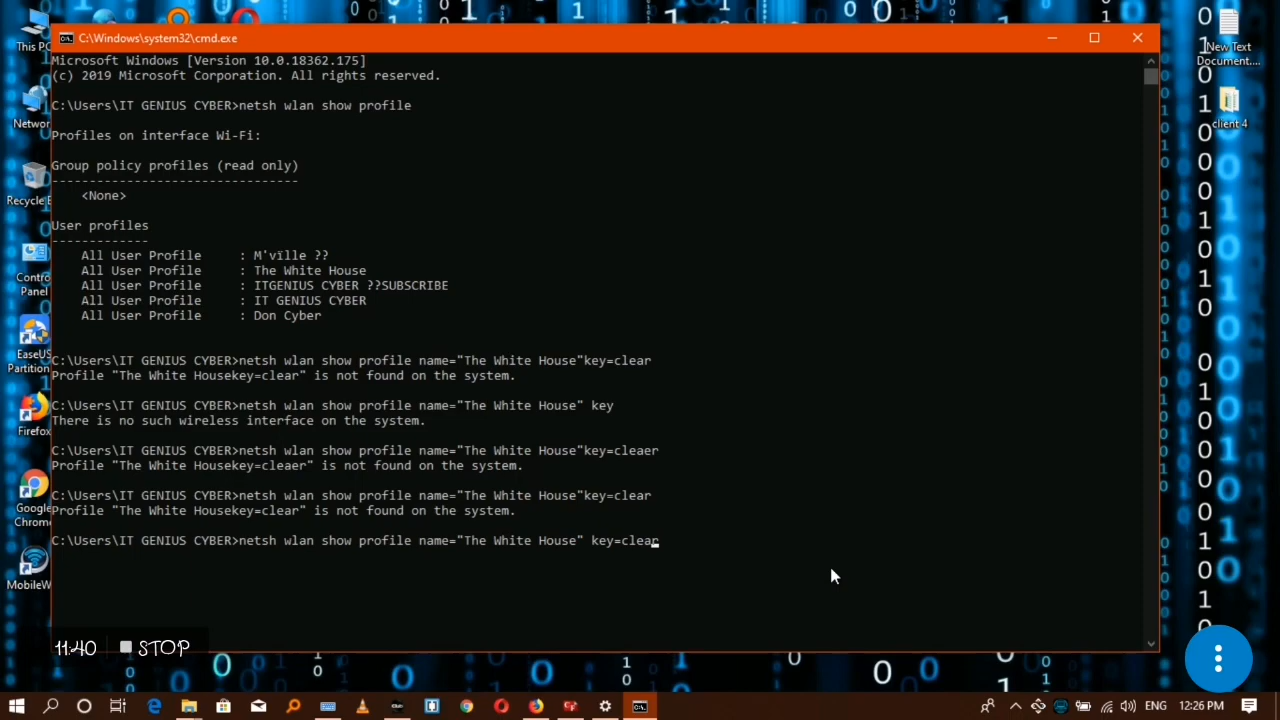 C:\Windows\system32\cmd.exe
Microsoft Windows [Version 10.0.18362.175]
(c) 2019 Microsoft Corporation. All rights reserved.
C:\Users\IT GENIUS CYBER>netsh wlan show profile
Profiles on interface Wi-Fi:
Group policy profiles (read only)
---------------------------------
<None>
User profiles
-------------
All User Profile     : M'ville ??
All User Profile     : The White House
All User Profile     : ITGENIUS CYBER ??SUBSCRIBE
All User Profile     : IT GENIUS CYBER
All User Profile     : Don Cyber
C:\Users\IT GENIUS CYBER>netsh wlan show profile name="The White House"key=clear
Profile "The White Housekey=clear" is not found on the system.
C:\Users\IT GENIUS CYBER>netsh wlan show profile name="The White House" key
There is no such wireless interface on the system.
C:\Users\IT GENIUS CYBER>netsh wlan show profile name="The White House"key=cleaer
Profile "The White Housekey=cleaer" is not found on the system.
C:\Users\IT GENIUS CYBER>netsh wlan show profile name="The White House"key=clear
Profile "The White Housekey=clear" is not found on the system.
C:\Users\IT GENIUS CYBER>netsh wlan show profile name="The White House" key=clear
This PC
Networ
Recycle B
Contro
Panel
EaseUS
Partition
Firefo
Google
Chrom
MobileW
New Text
Document....
client 4
11:40 STOP
ENG 12:26 PM